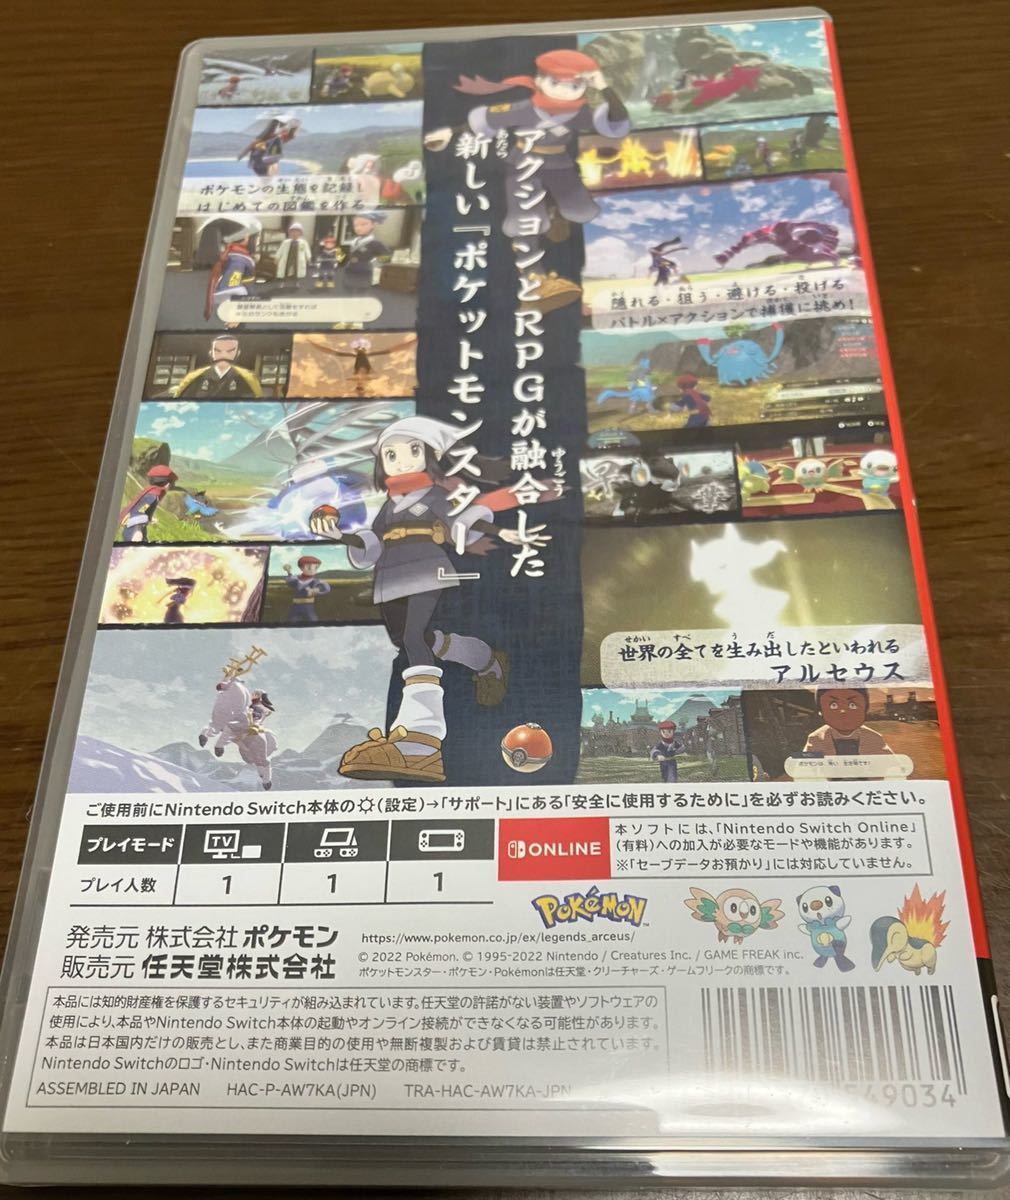 アクションとRPGが融合した
新しい『ポケットモンスター』
ポケモンの生態を記録し
はじめての図鑑を作る
隠れる・狙う・避ける・投げる
バトル×アクションで捕獲に挑め!
世界の全てを生み出したといわれる
アルセウス
ポケモンは 怖い 生き物です!
ご使用前にNintendo Switch本体の(設定)→「サポート」にある「安全に使用するために」を必ずお読みください。
プレイモード TV
プレイ人数 1 1 1
ONLINE
本ソフトには、「Nintendo Switch Online」
(有料)への加入が必要なモードや機能があります。
※「セーブデータお預かり」には対応していません。
発売元 株式会社ポケモン
販売元 任天堂株式会社
POKéMON
https://www.pokemon.co.jp/ex/legends_arceus/
© 2022 Pokémon. © 1995-2022 Nintendo / Creatures Inc. / GAME FREAK inc.
ポケットモンスター・ポケモン・Pokémonは任天堂・クリーチャーズ・ゲームフリークの商標です。
本品には知的財産権を保護するセキュリティが組み込まれています。任天堂の許諾がない装置やソフトウェアの
使用により、本品やNintendo Switch本体の起動やオンライン接続ができなくなる可能性があります。
本品は日本国内だけの販売とし、また商業目的の使用や無断複製および賃貸は禁止されています。
Nintendo Switchのロゴ・Nintendo Switchは任天堂の商標です。
ASSEMBLED IN JAPAN HAC-P-AW7KA(JPN) TRA-HAC-AW7KA-JPN
549034